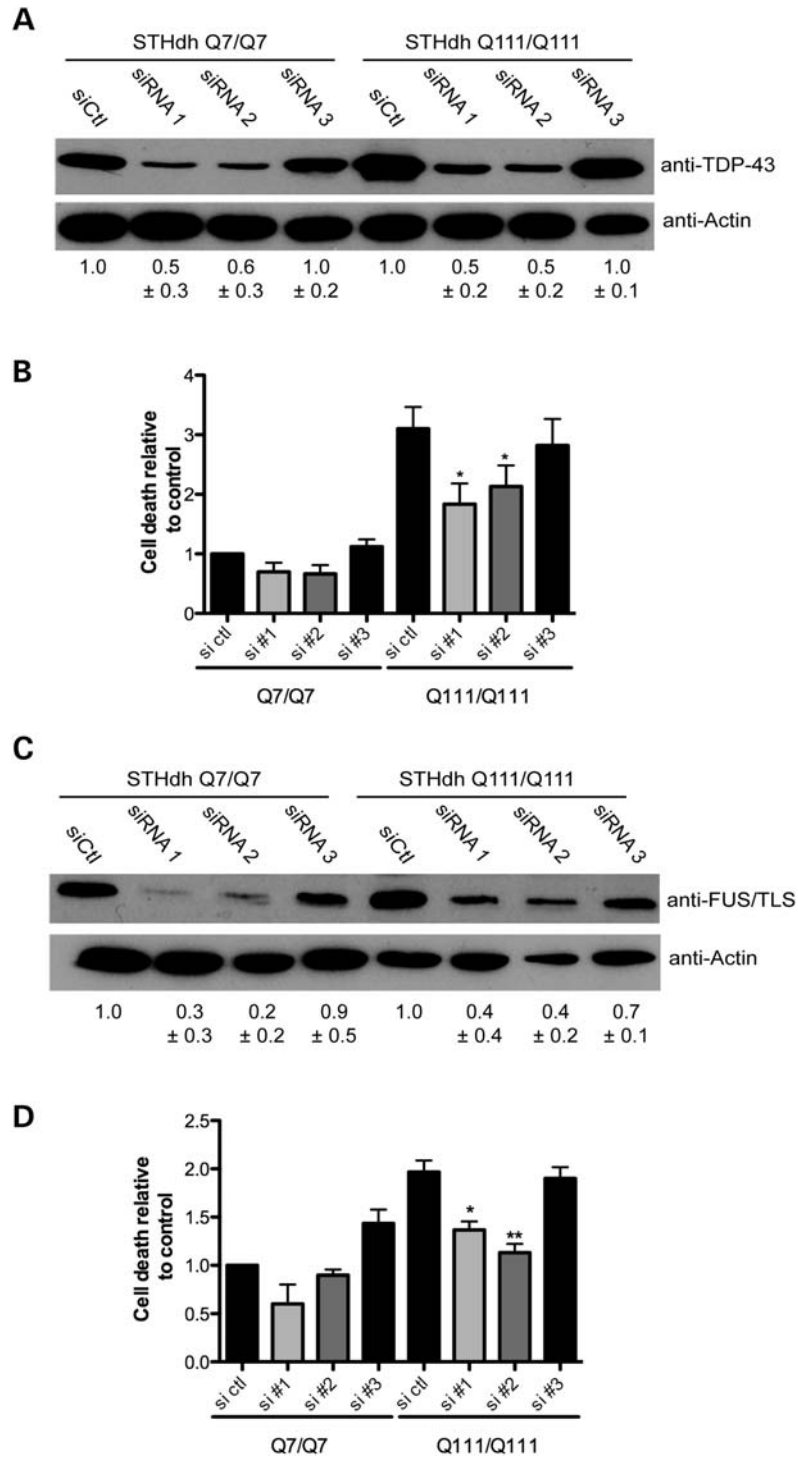 A
STHdh Q7/Q7 STHdh Q111/Q111
siCtl siRNA 1 siRNA 2 siRNA 3 siCtl siRNA 1 siRNA 2 siRNA 3
anti-TDP-43
anti-Actin
1.0 0.5 0.6 1.0 1.0 0.5 0.5 1.0
± 0.3 ± 0.3 ± 0.2 ± 0.2 ± 0.2 ± 0.1
B
Cell death relative
to control
4
3
2
1
0
* *
si ctl si #1 si #2 si #3 si ctl si #1 si #2 si #3
Q7/Q7 Q111/Q111
C
STHdh Q7/Q7 STHdh Q111/Q111
siCtl siRNA 1 siRNA 2 siRNA 3 siCtl siRNA 1 siRNA 2 siRNA 3
anti-FUS/TLS
anti-Actin
1.0 0.3 0.2 0.9 1.0 0.4 0.4 0.7
± 0.3 ± 0.2 ± 0.5 ± 0.4 ± 0.2 ± 0.1
D
Cell death relative
to control
2.5
2.0
1.5
1.0
0.5
0.0
* **
si ctl si #1 si #2 si #3 si ctl si #1 si #2 si #3
Q7/Q7 Q111/Q111